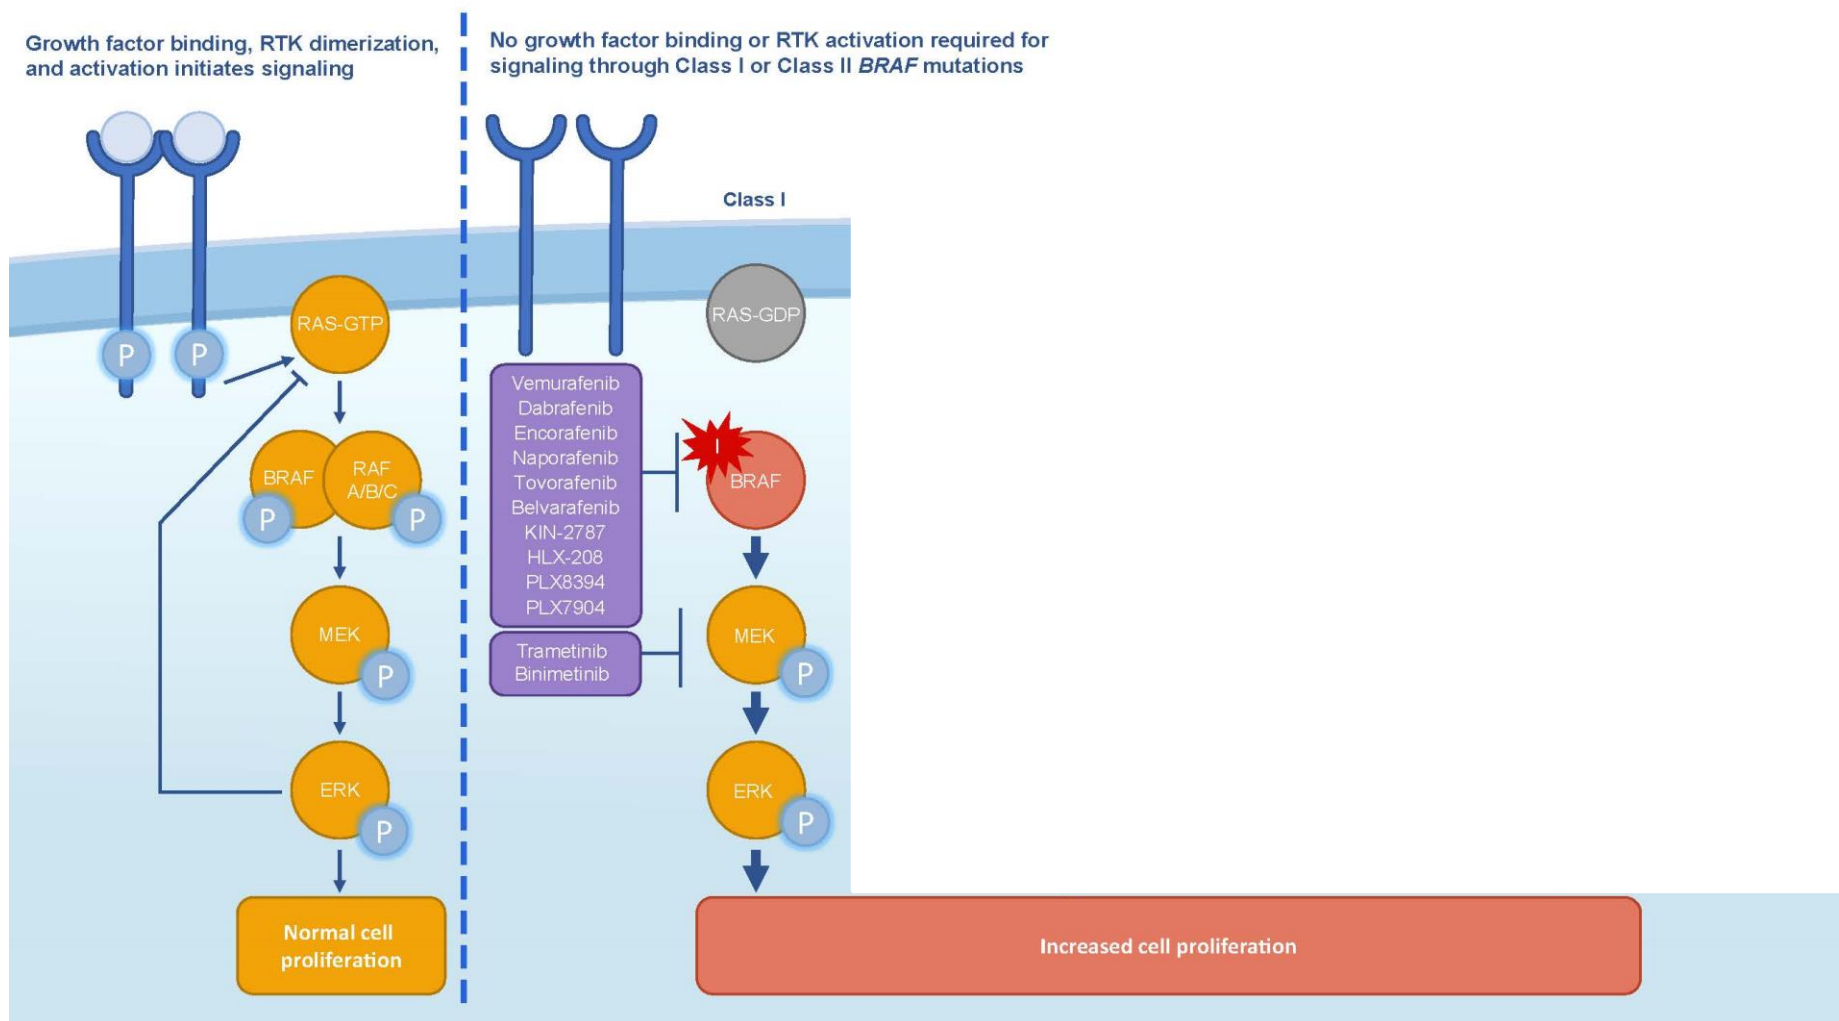 Growth factor binding, RTK dimerization,
and activation initiates signaling
No growth factor binding or RTK activation required for
signaling through Class I or Class II BRAF mutations
Class I
RAS-GTP
P
P
BRAF
RAF
A/B/C
P
P
MEK
P
ERK
P
Normal cell
proliferation
RAS-GDP
Vemurafenib
Dabrafenib
Encorafenib
Naporafenib
Tovorafenib
Belvarafenib
KIN-2787
HLX-208
PLX8394
PLX7904
Trametinib
Binimetinib
I
BRAF
MEK
P
ERK
P
Increased cell proliferation